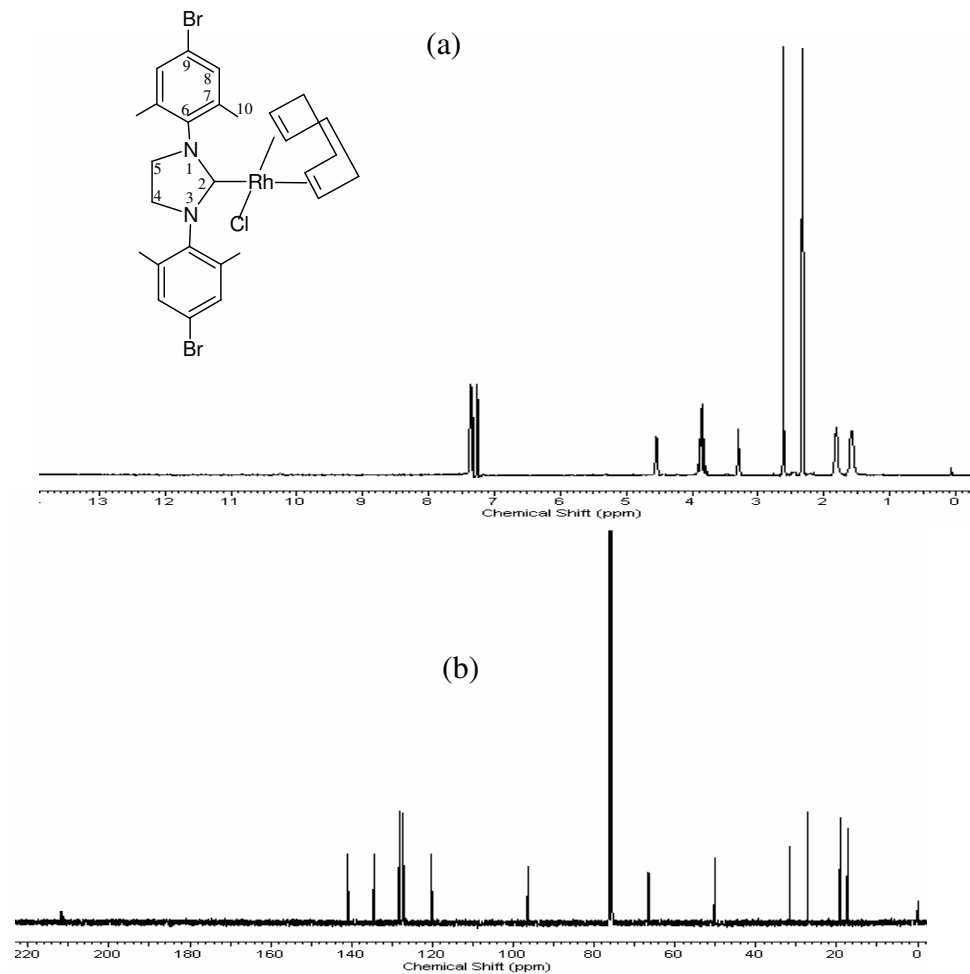 Br
(a)
9
8
7
6
10
N
1
5
2
Rh
4
3
N
Cl
Br
13 12 11 10 9 8 7 6 5 4 3 2 1 0
Chemical Shift (ppm)
(b)
220 200 180 160 140 120 100 80 60 40 20 0
Chemical Shift (ppm)